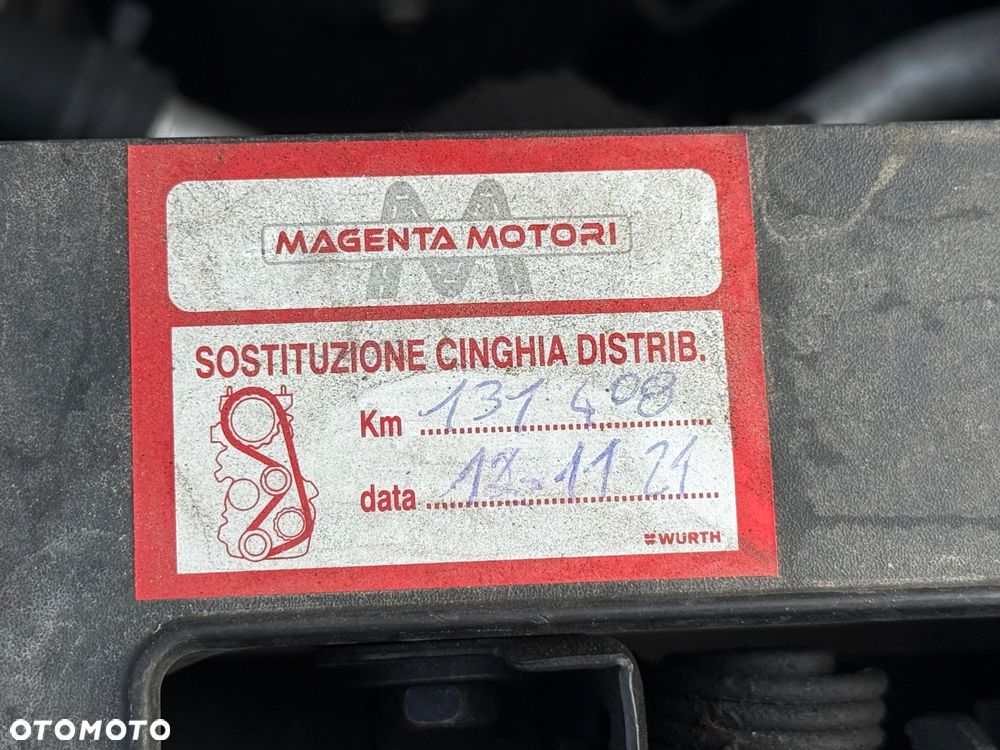 MAGENTA MOTORI
SOSTITUZIONE CINGHIA DISTRIB.
Km 131.408
data 12.11 21
WURTH
OTOMOTO